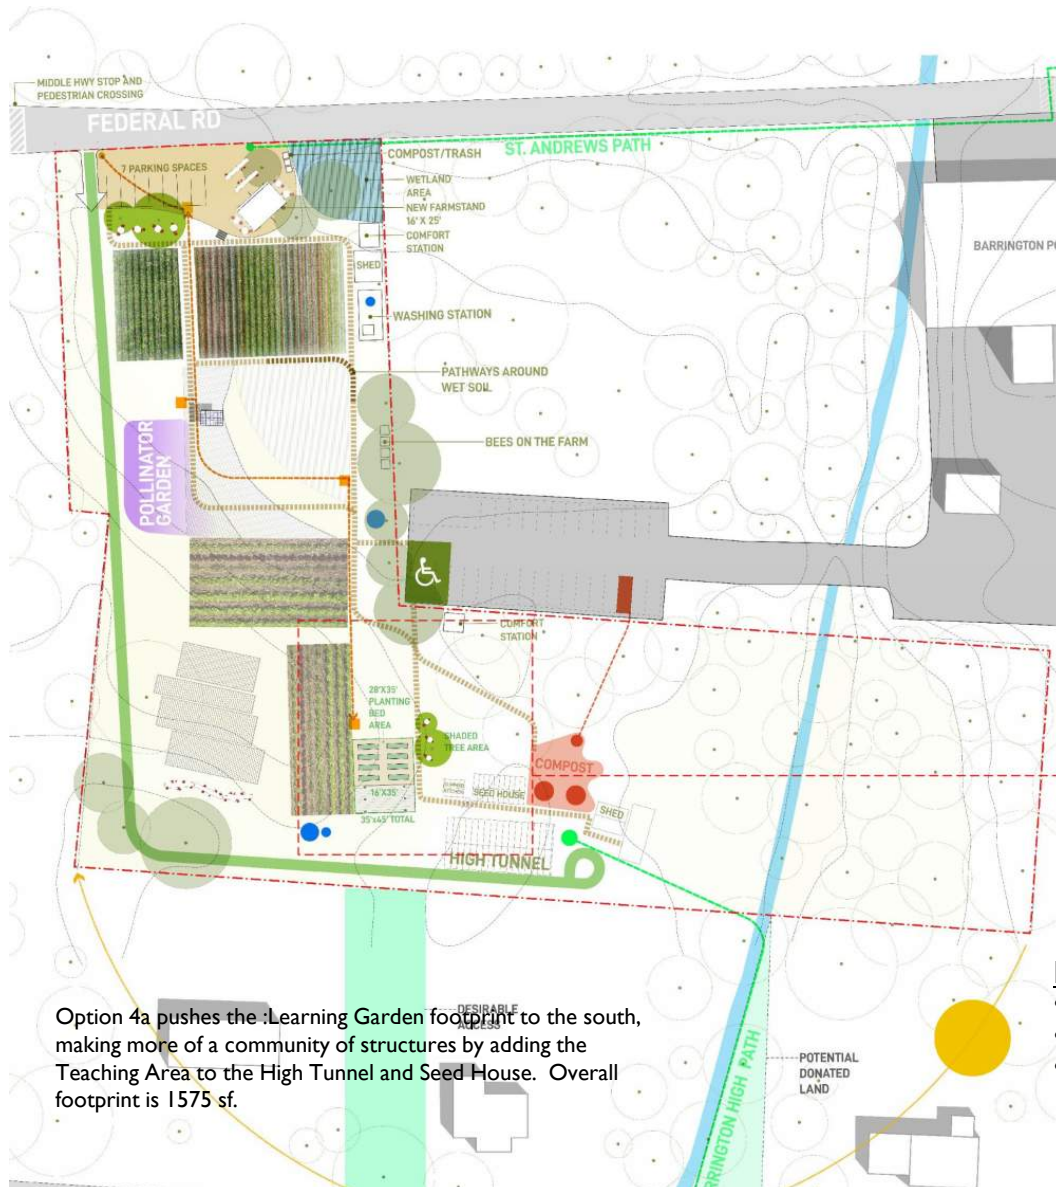 MIDDLE HWY STOP AND
PEDESTRIAN CROSSING
FEDERAL RD
ST. ANDREWS PATH
7 PARKING SPACES
COMPOST/TRASH
WETLAND
AREA
NEW FARMSTAND
16' X 25'
COMFORT
STATION
BARRINGTON PO
SHED
WASHING STATION
PATHWAYS AROUND
WET SOIL
BEES ON THE FARM
POLLINATOR
GARDEN
COMFORT
STATION
28'X35'
PLANTING
BED
AREA
SHADED
TREE AREA
COMPOST
16'X35'
SEED HOUSE
35'x45' TOTAL
SHED
HIGH TUNNEL
DESIRABLE
ACCESS
Option 4a pushes the :Learning Garden footprint to the south,
making more of a community of structures by adding the
Teaching Area to the High Tunnel and Seed House. Overall
footprint is 1575 sf.
POTENTIAL
DONATED
LAND
RRINGTON HIGH PATH